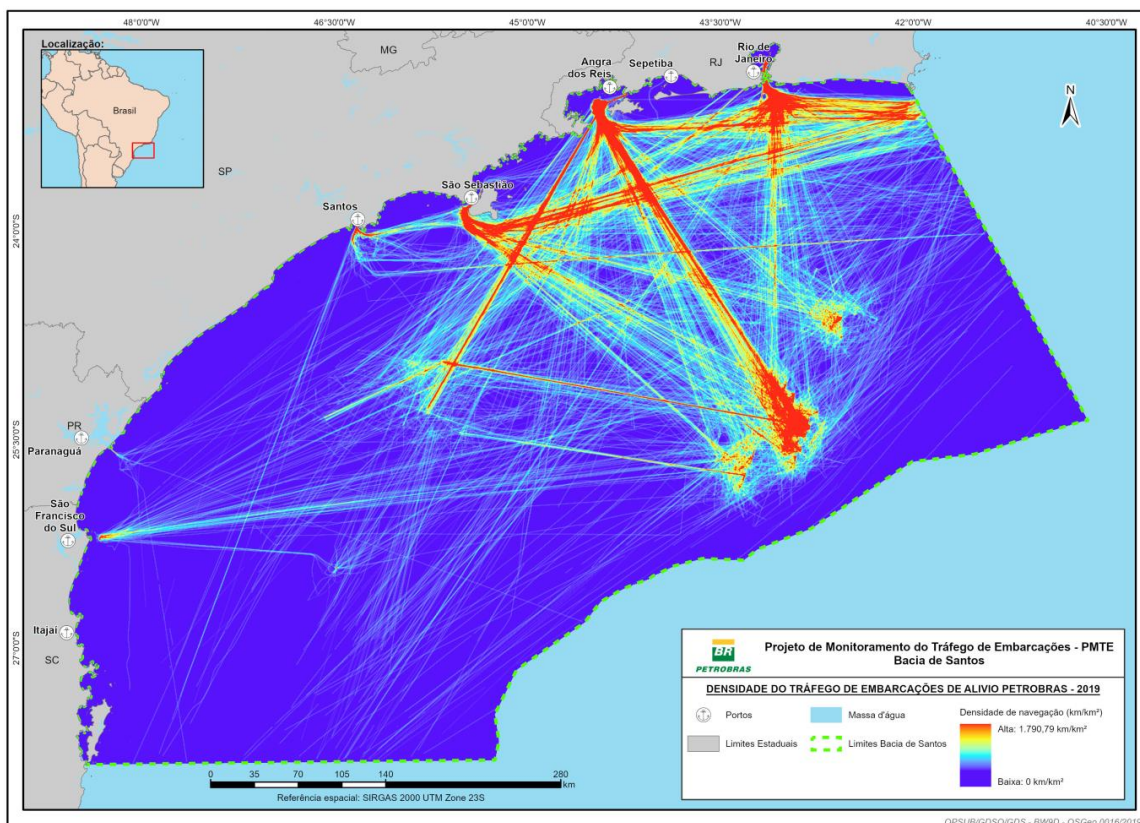 48°0'0"W
46°30'0"W
45°0'0"W
43°30'0"W
42°0'0"W
40°30'0"W
Localização:
Brasil
MG
SP
RJ
PR
SC
Angra
dos Reis
Sepetiba
Rio de
Janeiro
N
São Sebastião
Santos
Paranaguá
São
Francisco
do Sul
Itajaí
24°0'0"S
25°30'0"S
27°0'0"S
0 35 70 105 140 280
km
Referência espacial: SIRGAS 2000 UTM Zone 23S
BR
PETROBRAS
Projeto de Monitoramento do Tráfego de Embarcações - PMTE
Bacia de Santos
DENSIDADE DO TRÁFEGO DE EMBARCAÇÕES DE ALIVIO PETROBRAS - 2019
Portos
Massa d'água
Limites Estaduais
Limites Bacia de Santos
Densidade de navegação (km/km²)
Alta: 1.790,79 km/km²
Baixa: 0 km/km²